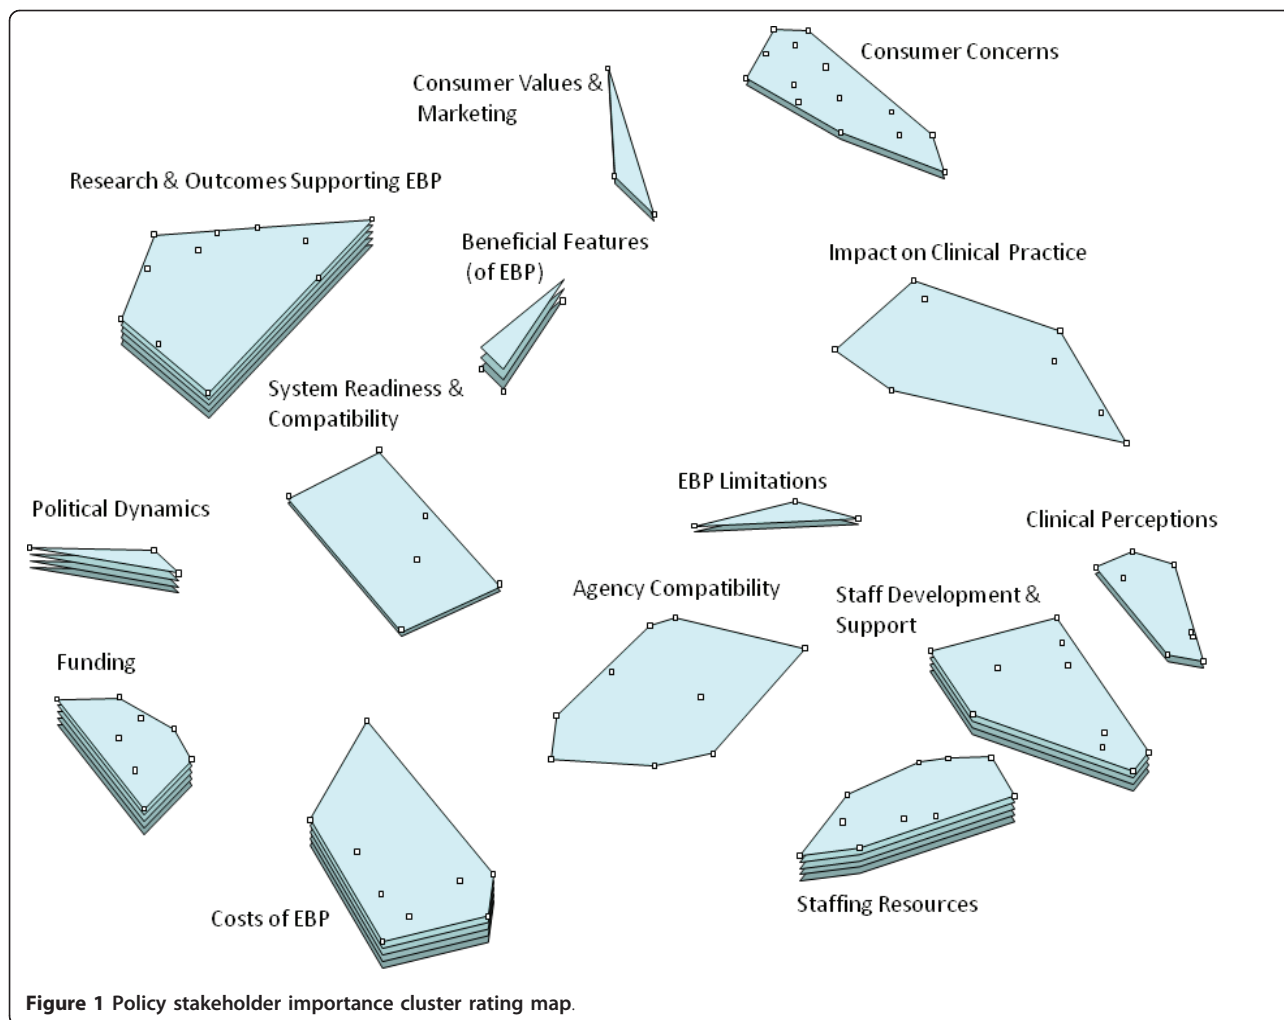 Consumer Concerns
Consumer Values &
Marketing
Research & Outcomes Supporting EBP
Beneficial Features
(of EBP)
Impact on Clinical Practice
System Readiness &
Compatibility
EBP Limitations
Political Dynamics
Clinical Perceptions
Agency Compatibility
Staff Development &
Support
Funding
Costs of EBP
Staffing Resources
Figure 1 Policy stakeholder importance cluster rating map.